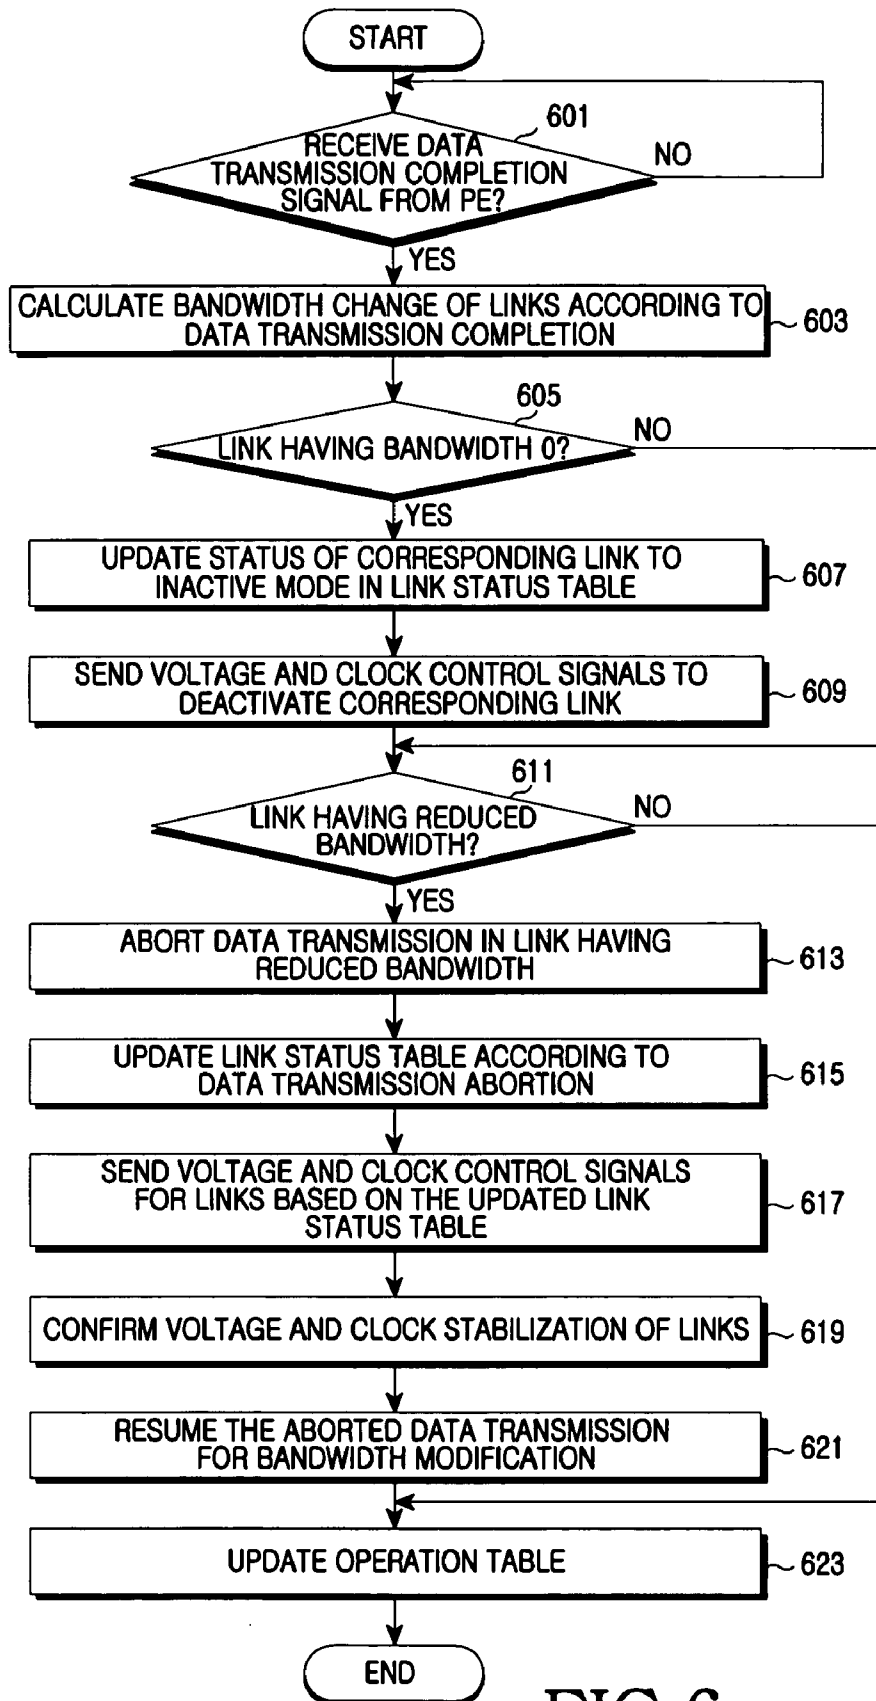 START
601
RECEIVE DATA
TRANSMISSION COMPLETION
SIGNAL FROM PE?
NO
YES
CALCULATE BANDWIDTH CHANGE OF LINKS ACCORDING TO
DATA TRANSMISSION COMPLETION
603
605
LINK HAVING BANDWIDTH 0?
NO
YES
UPDATE STATUS OF CORRESPONDING LINK TO
INACTIVE MODE IN LINK STATUS TABLE
607
SEND VOLTAGE AND CLOCK CONTROL SIGNALS TO
DEACTIVATE CORRESPONDING LINK
609
611
LINK HAVING REDUCED
BANDWIDTH?
NO
YES
ABORT DATA TRANSMISSION IN LINK HAVING
REDUCED BANDWIDTH
613
UPDATE LINK STATUS TABLE ACCORDING TO
DATA TRANSMISSION ABORTION
615
SEND VOLTAGE AND CLOCK CONTROL SIGNALS
FOR LINKS BASED ON THE UPDATED LINK
STATUS TABLE
617
CONFIRM VOLTAGE AND CLOCK STABILIZATION OF LINKS
619
RESUME THE ABORTED DATA TRANSMISSION
FOR BANDWIDTH MODIFICATION
621
UPDATE OPERATION TABLE
623
END
FIG.6